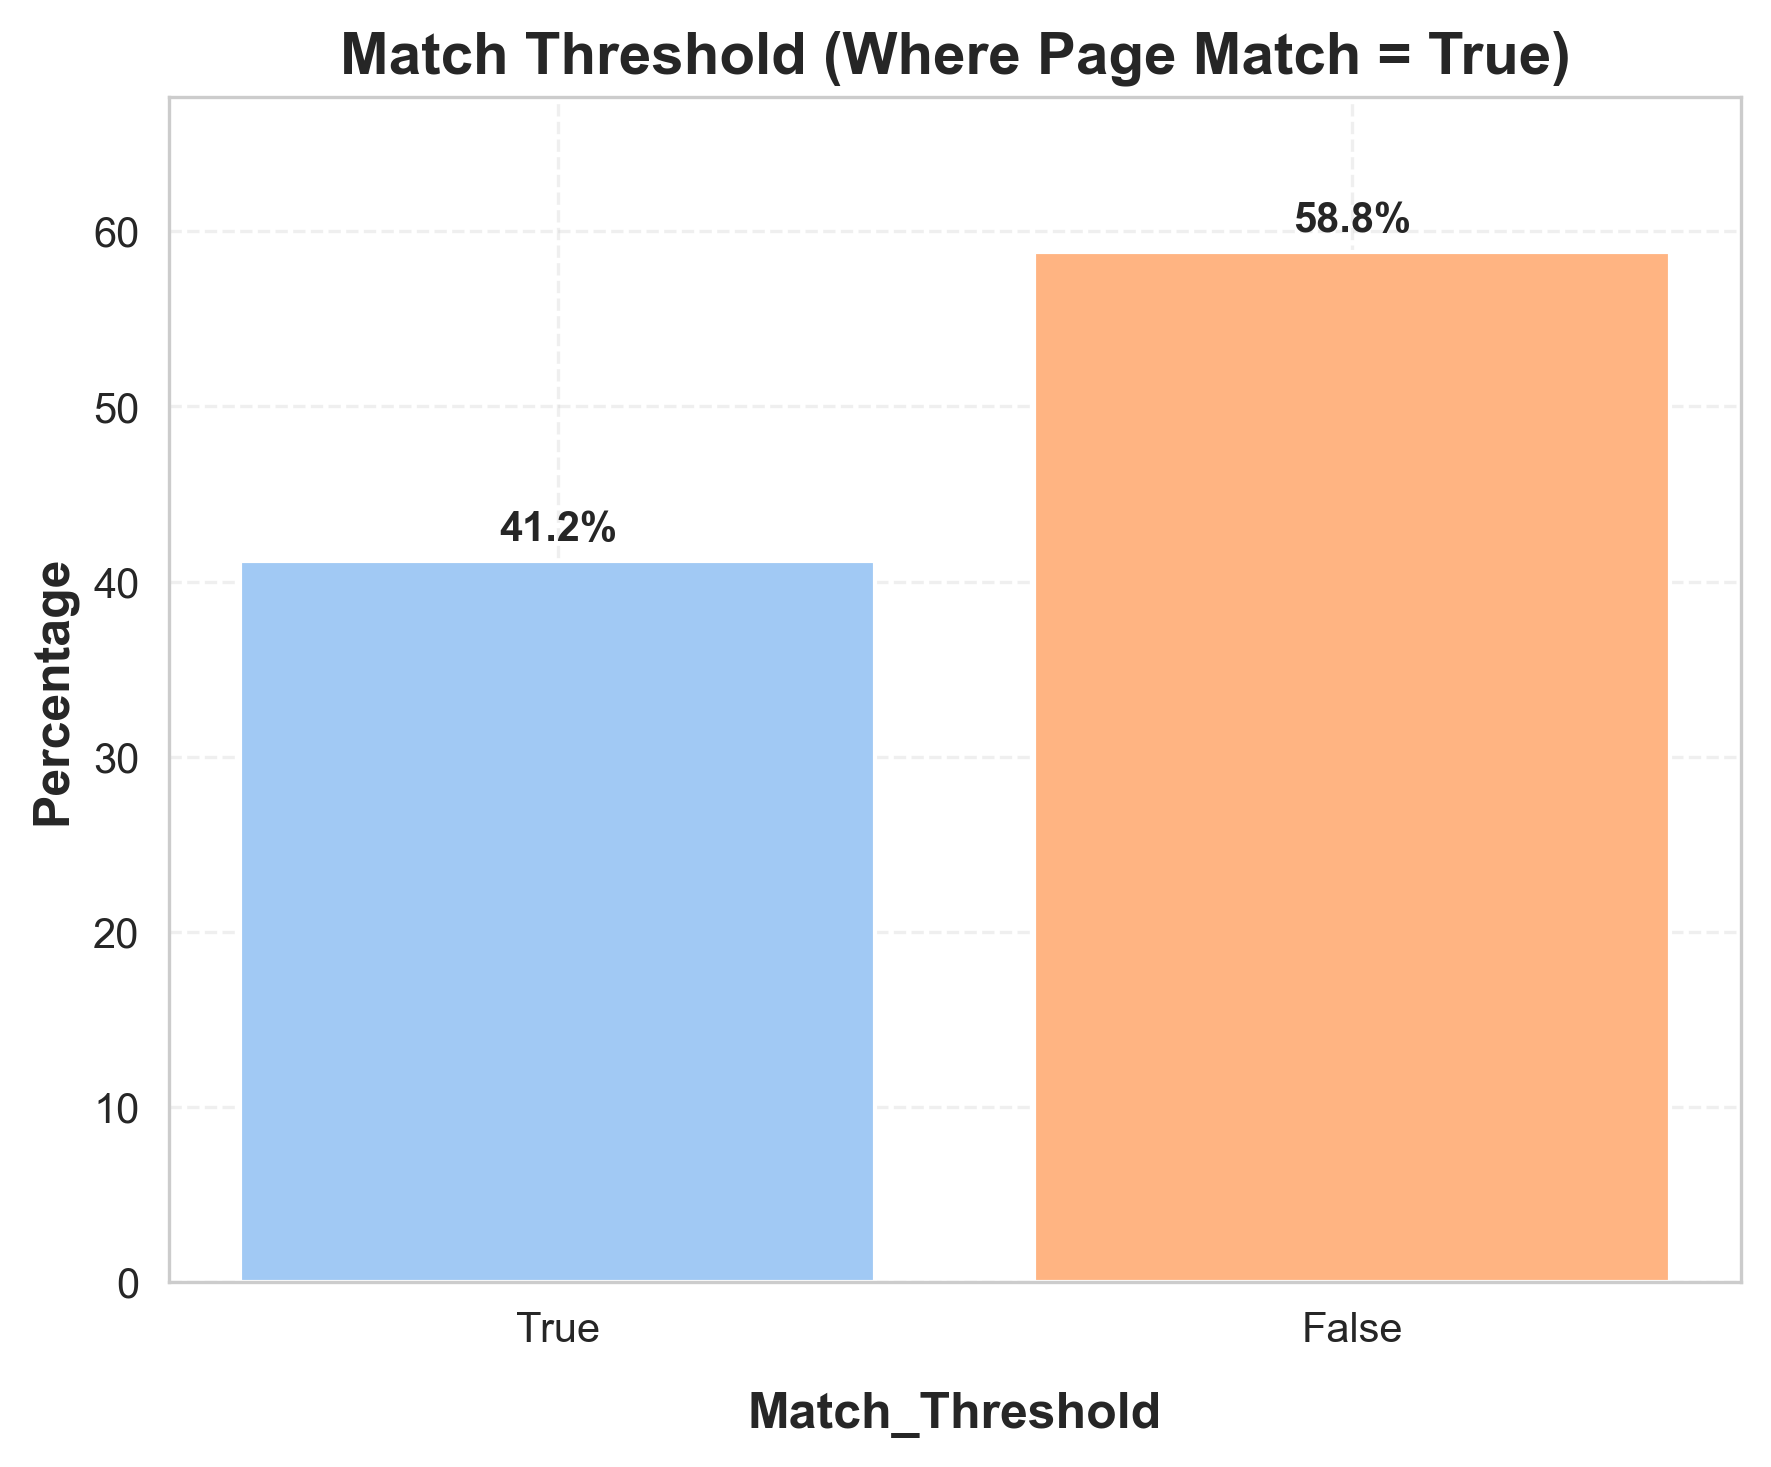 Match Threshold (Where Page Match = True)
Percentage
60
50
40
30
20
10
0
41.2%
58.8%
True
False
Match_Threshold